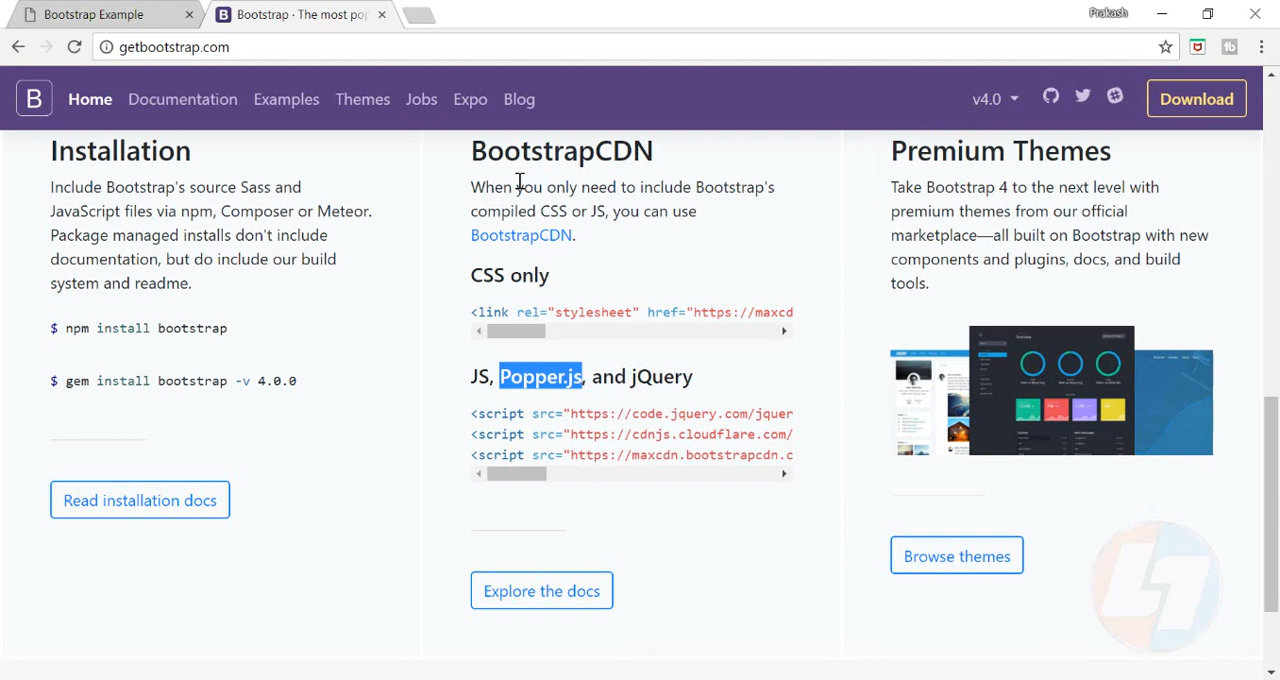 Bootstrap Example
Bootstrap · The most pop
Prakash
getbootstrap.com
B
Home
Documentation
Examples
Themes
Jobs
Expo
Blog
v4.0
Download
Installation
Include Bootstrap's source Sass and
JavaScript files via npm, Composer or Meteor.
Package managed installs don't include
documentation, but do include our build
system and readme.
$ npm install bootstrap
$ gem install bootstrap -v 4.0.0
Read installation docs
BootstrapCDN
When you only need to include Bootstrap's
compiled CSS or JS, you can use
BootstrapCDN.
CSS only
<link rel="stylesheet" href="https://maxcd
JS, Popper.js, and jQuery
<script src="https://code.jquery.com/jquer
<script src="https://cdnjs.cloudflare.com/
<script src="https://maxcdn.bootstrapcdn.c
Explore the docs
Premium Themes
Take Bootstrap 4 to the next level with
premium themes from our official
marketplace—all built on Bootstrap with new
components and plugins, docs, and build
tools.
Browse themes